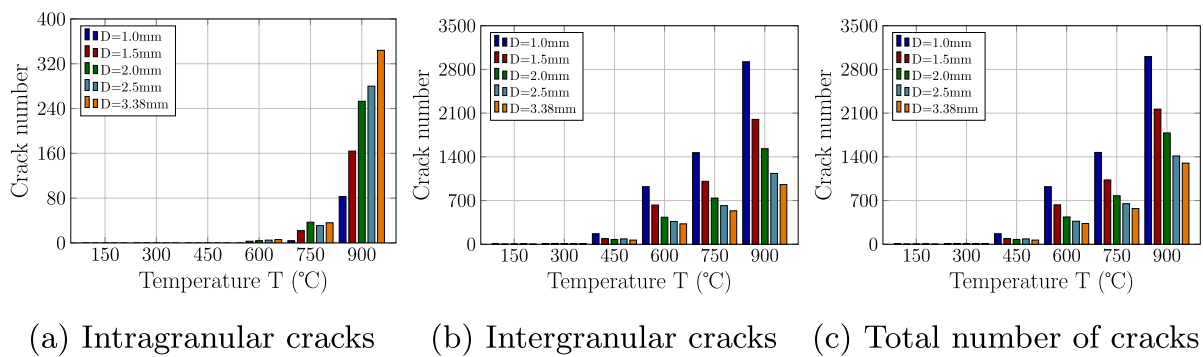 400
320
240
160
80
0
Crack number
D=1.0mm
D=1.5mm
D=2.0mm
D=2.5mm
D=3.38mm
150 300 450 600 750 900
Temperature T (°C)
(a) Intragranular cracks
3500
2800
2100
1400
700
0
Crack number
D=1.0mm
D=1.5mm
D=2.0mm
D=2.5mm
D=3.38mm
150 300 450 600 750 900
Temperature T (°C)
(b) Intergranular cracks
3500
2800
2100
1400
700
0
Crack number
D=1.0mm
D=1.5mm
D=2.0mm
D=2.5mm
D=3.38mm
150 300 450 600 750 900
Temperature T (°C)
(c) Total number of cracks